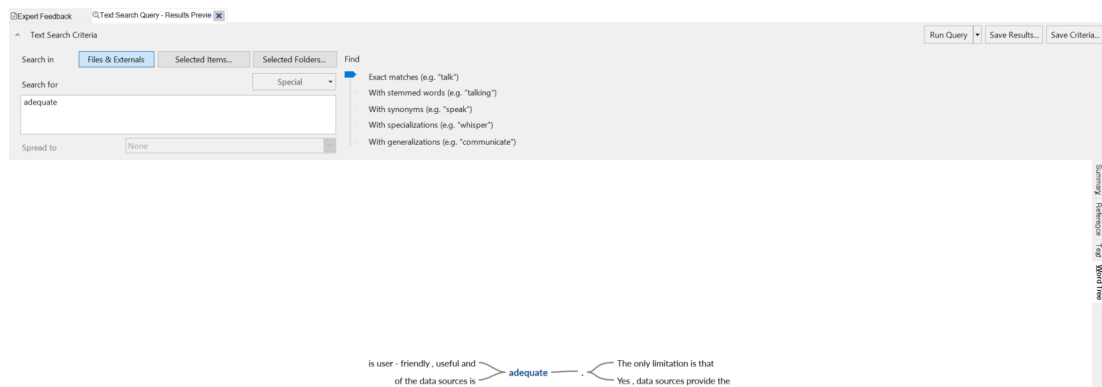 Expert Feedback
Text Search Query - Results Previe
Text Search Criteria
Run Query
Save Results...
Save Criteria...
Search in
Files & Externals
Selected Items...
Selected Folders...
Find
Search for
Special
Exact matches (e.g. "talk")
adequate
With stemmed words (e.g. "talking")
With synonyms (e.g. "speak")
With specializations (e.g. "whisper")
With generalizations (e.g. "communicate")
Spread to
None
Summary
Reference
Text
Word Tree
is user - friendly , useful and
of the data sources is
adequate
.
The only limitation is that
Yes , data sources provide the